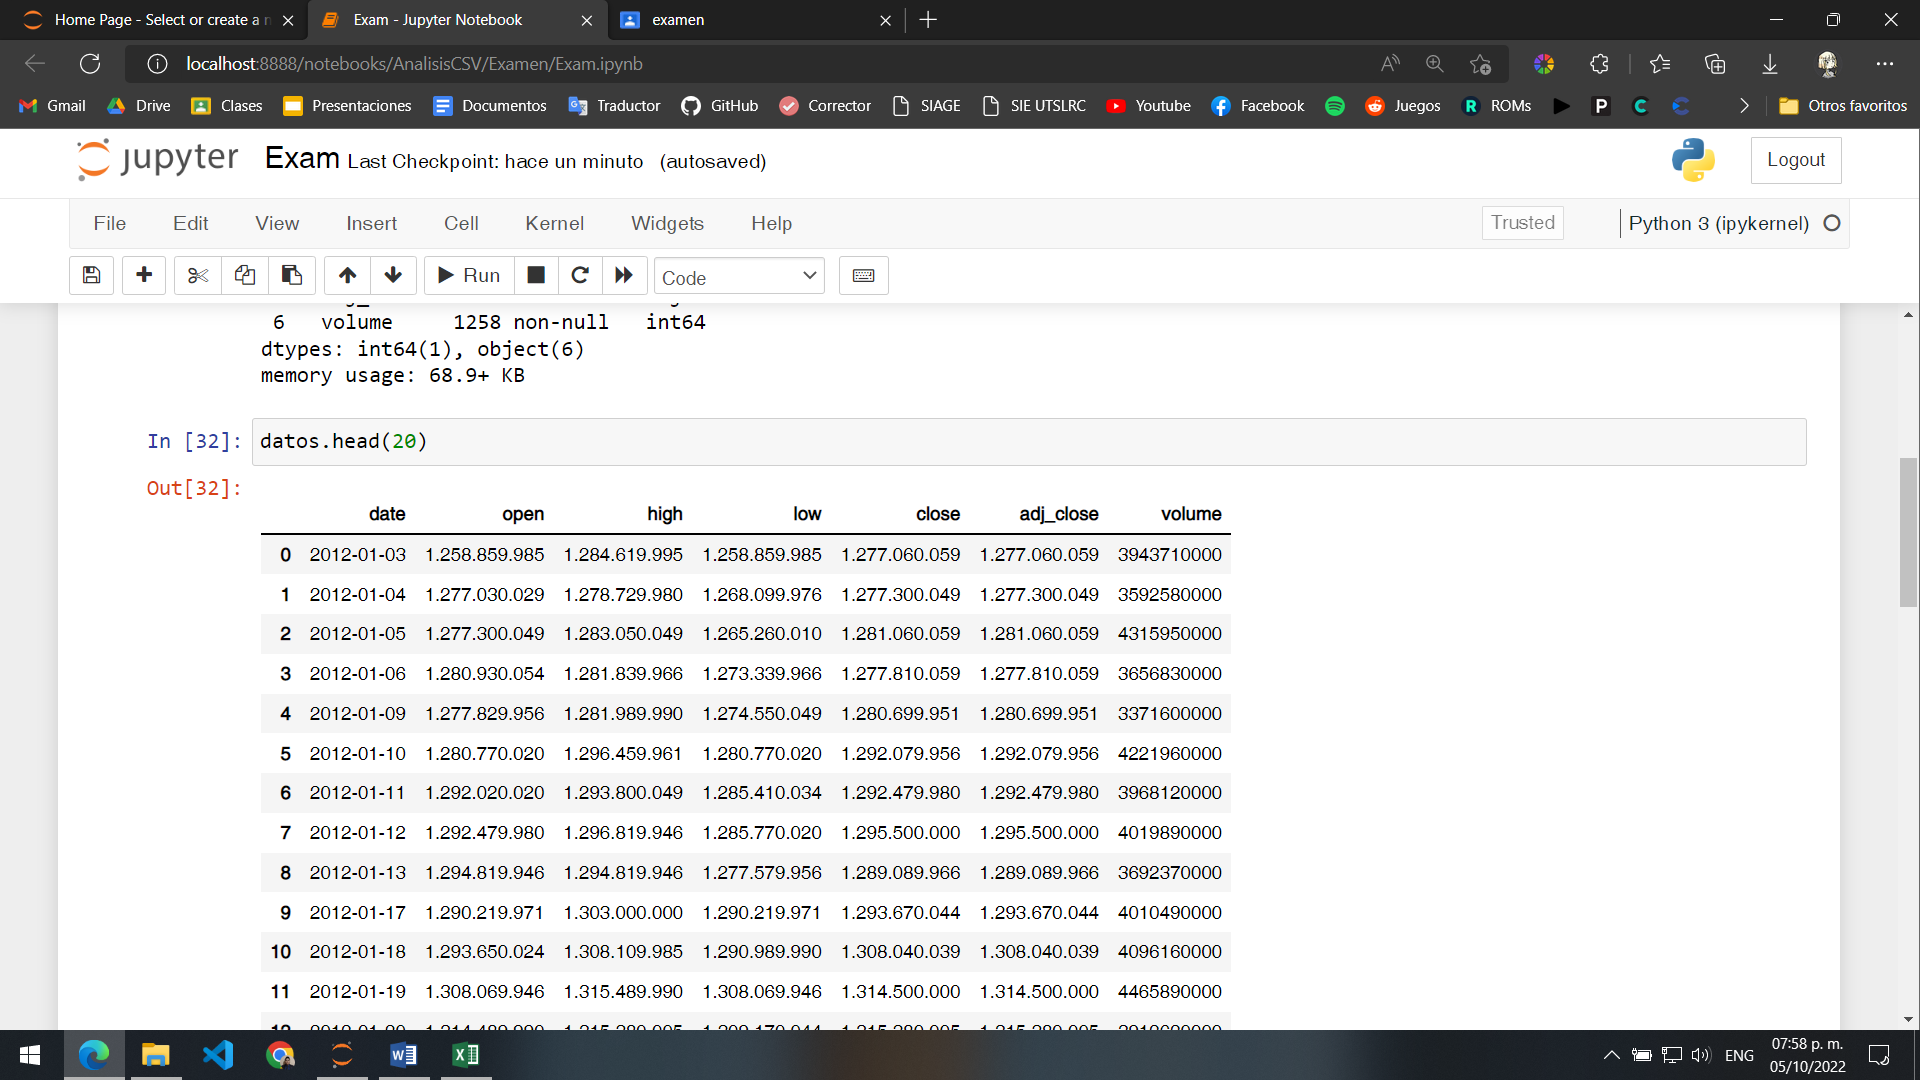 Home Page - Select or create a n
Exam - Jupyter Notebook
examen
localhost:8888/notebooks/AnalisisCSV/Examen/Exam.ipynb
Gmail Drive Clases Presentaciones Documentos Traductor GitHub Corrector SIAGE SIE UTSLRC Youtube Facebook Juegos ROMs Otros favoritos
jupyter Exam Last Checkpoint: hace un minuto (autosaved) Logout
File Edit View Insert Cell Kernel Widgets Help Trusted Python 3 (ipykernel)
Run Code
6 volume 1258 non-null int64
dtypes: int64(1), object(6)
memory usage: 68.9+ KB
In [32]: datos.head(20)
Out[32]:
date open high low close adj_close volume
0 2012-01-03 1.258.859.985 1.284.619.995 1.258.859.985 1.277.060.059 1.277.060.059 3943710000
1 2012-01-04 1.277.030.029 1.278.729.980 1.268.099.976 1.277.300.049 1.277.300.049 3592580000
2 2012-01-05 1.277.300.049 1.283.050.049 1.265.260.010 1.281.060.059 1.281.060.059 4315950000
3 2012-01-06 1.280.930.054 1.281.839.966 1.273.339.966 1.277.810.059 1.277.810.059 3656830000
4 2012-01-09 1.277.829.956 1.281.989.990 1.274.550.049 1.280.699.951 1.280.699.951 3371600000
5 2012-01-10 1.280.770.020 1.296.459.961 1.280.770.020 1.292.079.956 1.292.079.956 4221960000
6 2012-01-11 1.292.020.020 1.293.800.049 1.285.410.034 1.292.479.980 1.292.479.980 3968120000
7 2012-01-12 1.292.479.980 1.296.819.946 1.285.770.020 1.295.500.000 1.295.500.000 4019890000
8 2012-01-13 1.294.819.946 1.294.819.946 1.277.579.956 1.289.089.966 1.289.089.966 3692370000
9 2012-01-17 1.290.219.971 1.303.000.000 1.290.219.971 1.293.670.044 1.293.670.044 4010490000
10 2012-01-18 1.293.650.024 1.308.109.985 1.290.989.990 1.308.040.039 1.308.040.039 4096160000
11 2012-01-19 1.308.069.946 1.315.489.990 1.308.069.946 1.314.500.000 1.314.500.000 4465890000
ENG
07:58 p. m.
05/10/2022